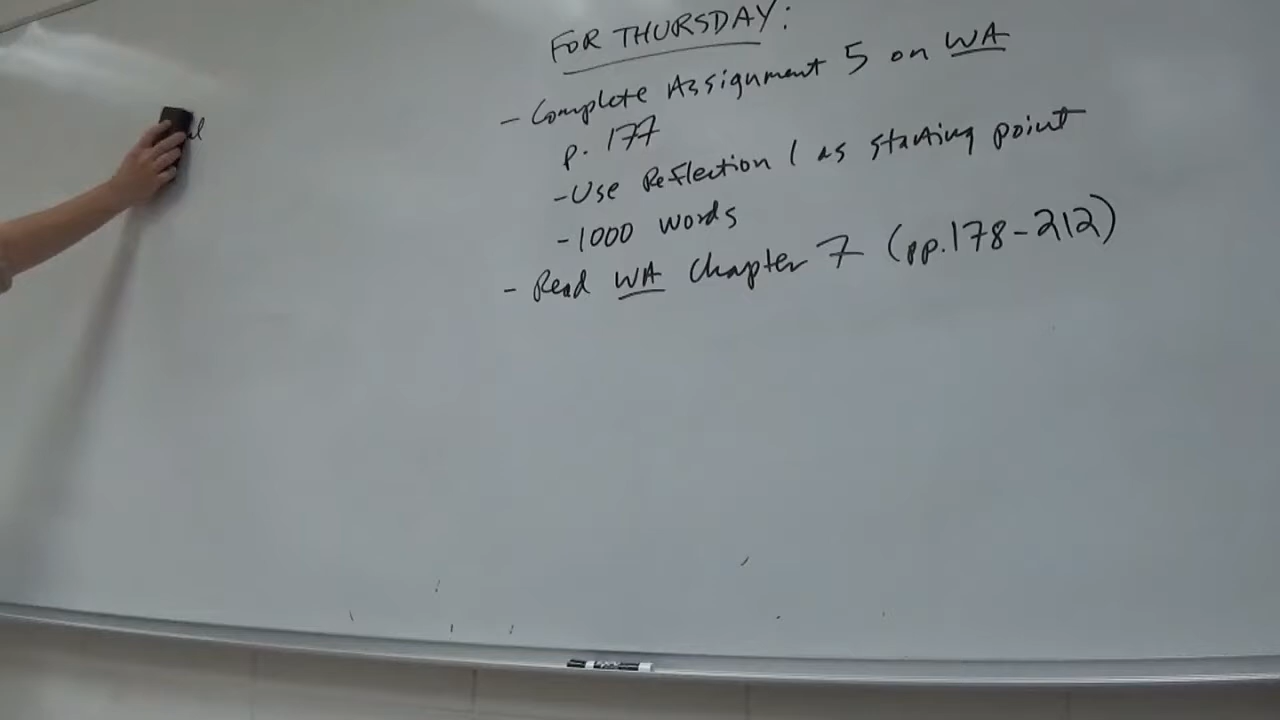 FOR THURSDAY:
- Complete Assignment 5 on WA
p. 177
- Use Reflection 1 as starting point
- 1000 words
- Read WA Chapter 7 (pp. 178-212)